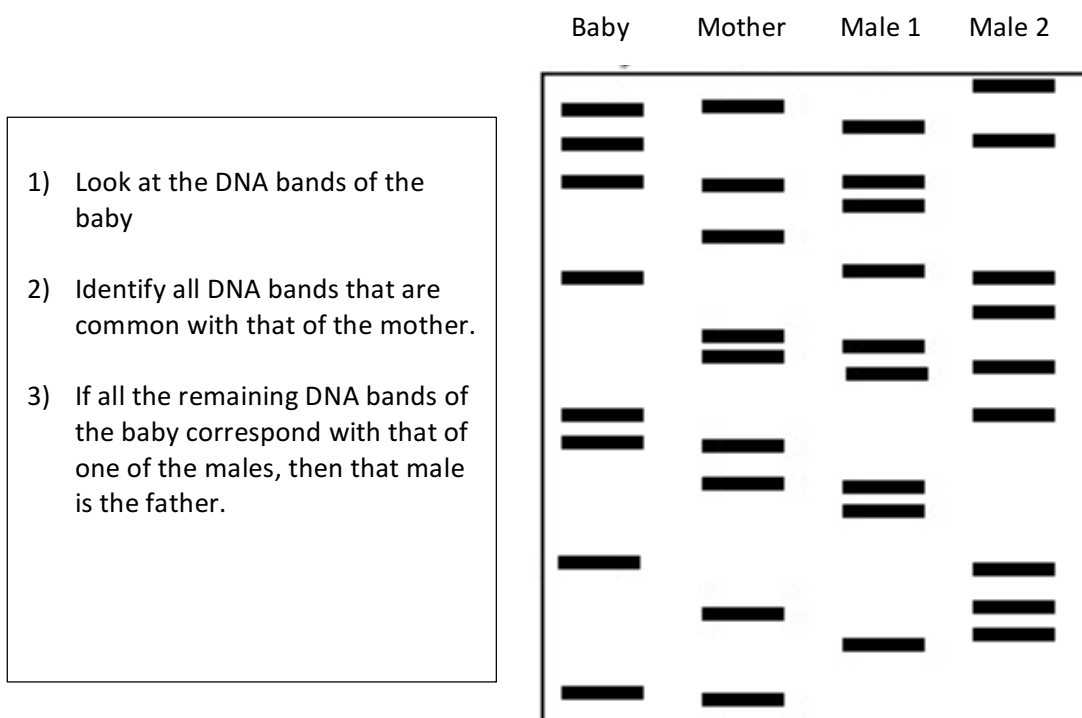 Baby Mother Male 1 Male 2
1) Look at the DNA bands of the
baby
2) Identify all DNA bands that are
common with that of the mother.
3) If all the remaining DNA bands of
the baby correspond with that of
one of the males, then that male
is the father.